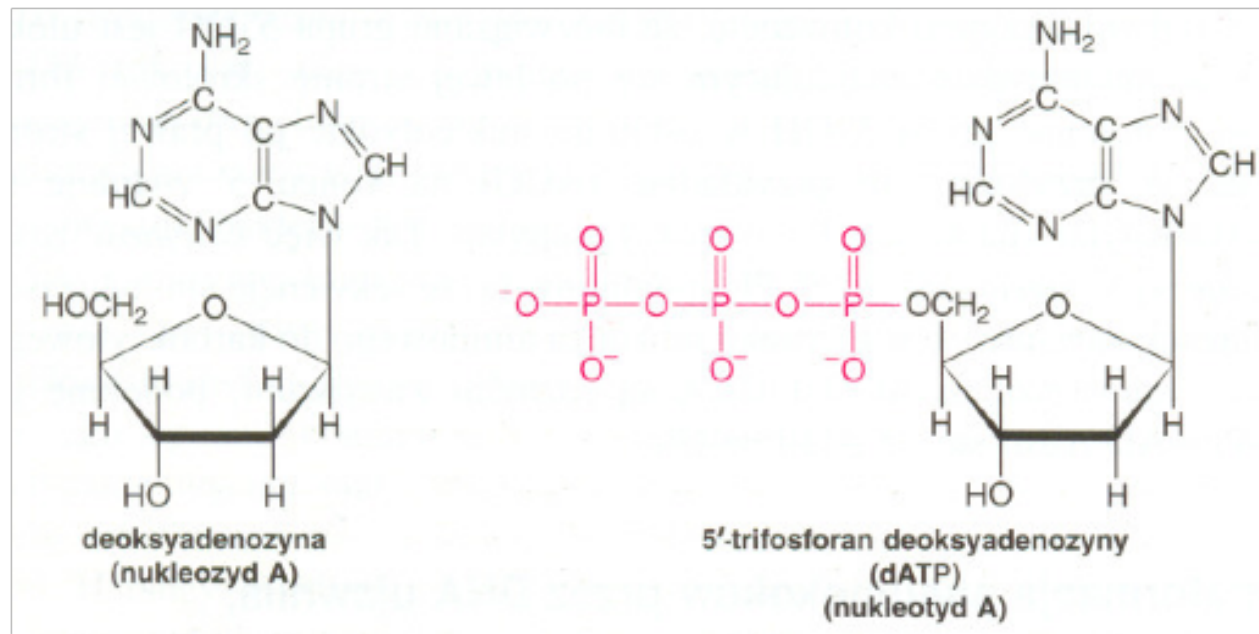 NH₂
C
N
C
N
CH
HC
N
C
N
HOCH₂
O
H
H
H
H
HO
H
deoksyadenozyna
(nukleozyd A)
NH₂
C
N
C
N
CH
HC
N
C
N
O
O
O
⁻O—P—O—P—O—P—OCH₂
O
O⁻
O⁻
⁻O
H
H
H
H
HO
H
5′-trifosforan deoksyadenozyny
(dATP)
(nukleotyd A)